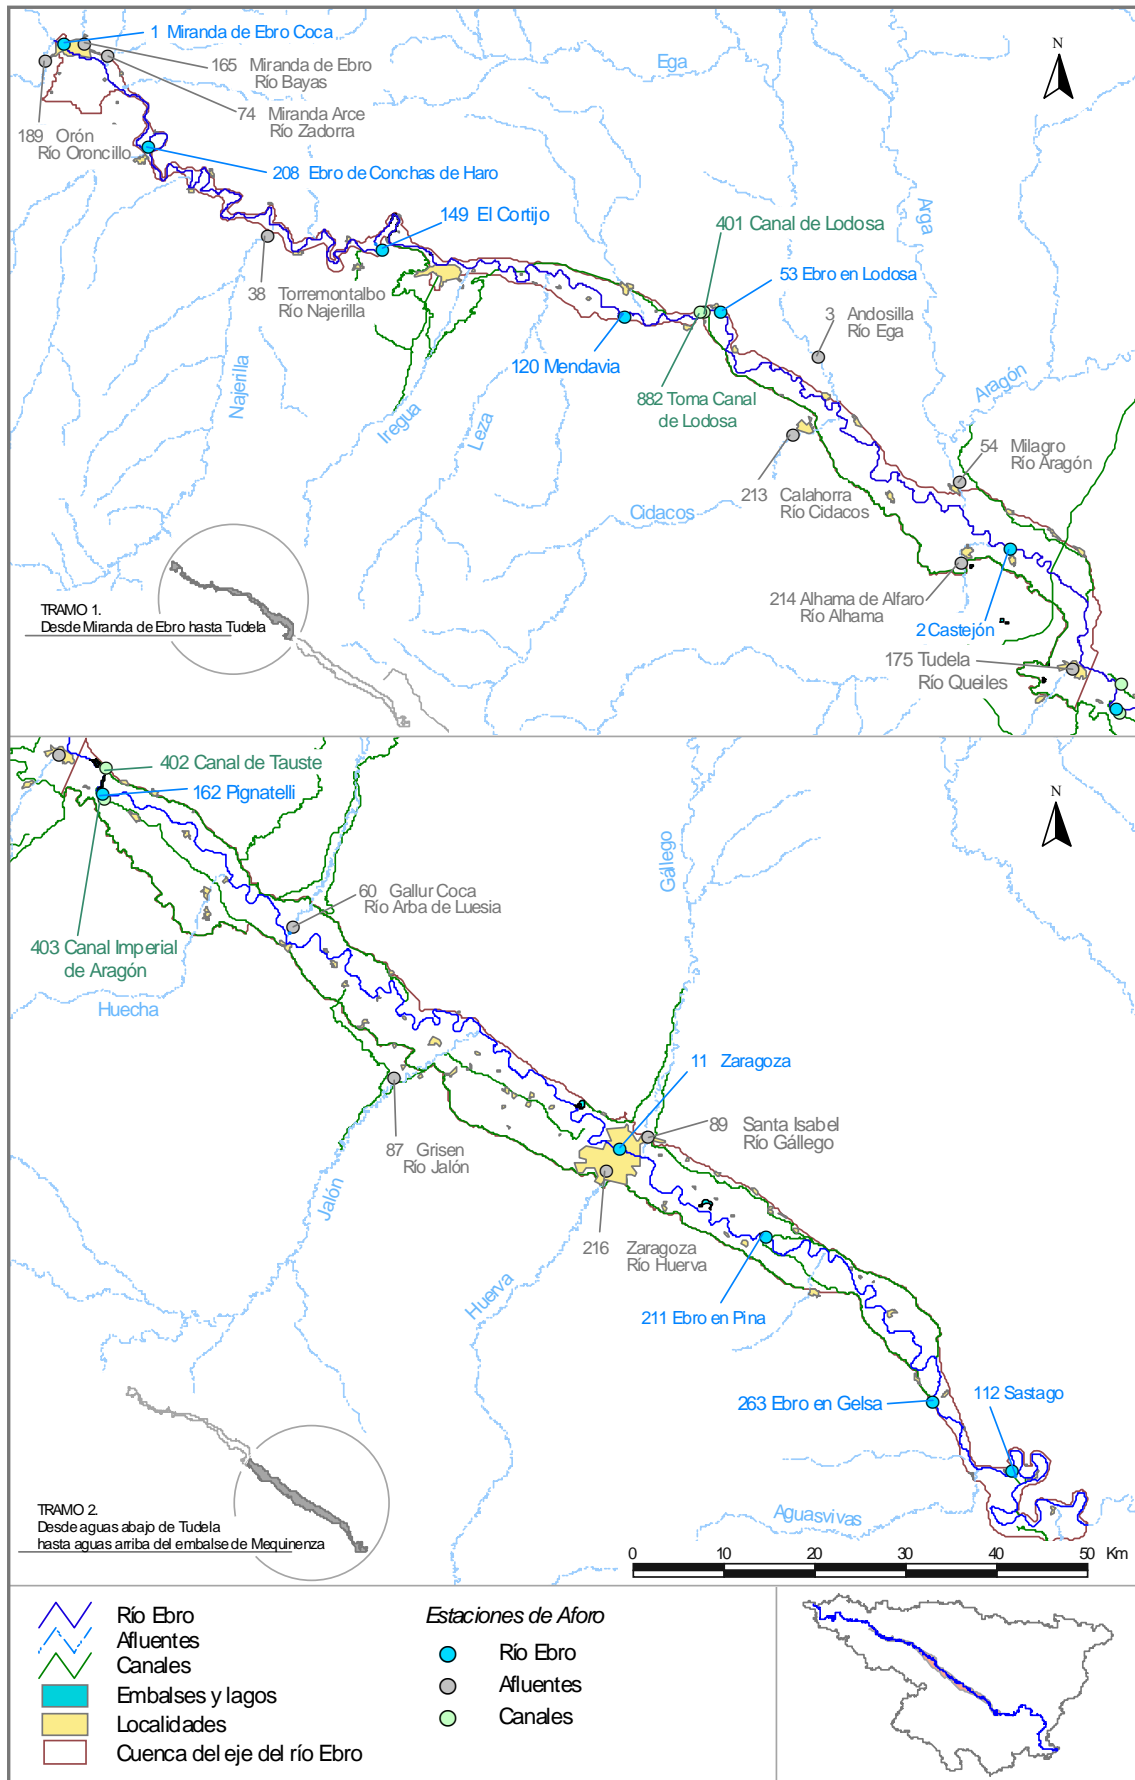 1 Miranda de Ebro Coca
165 Miranda de Ebro
Río Bayas
74 Miranda Arce
Río Zadorra
189 Orón
Río Oroncillo
208 Ebro de Conchas de Haro
149 El Cortijo
38 Torremontalbo
Río Najerilla
Najerilla
Iregua
Leza
120 Mendavia
Ega
Arga
N
401 Canal de Lodosa
53 Ebro en Lodosa
3 Andosilla
Río Ega
882 Toma Canal
de Lodosa
Aragón
54 Milagro
Río Aragón
213 Calahorra
Río Cidacos
Cidacos
214 Alhama de Alfaro
Río Alhama
2 Castejón
175 Tudela
Río Queiles
TRAMO 1.
Desde Miranda de Ebro hasta Tudela
402 Canal de Tauste
162 Pignatelli
N
Gállego
60 Gallur Coca
Río Arba de Luesia
403 Canal Imperial
de Aragón
Huecha
11 Zaragoza
89 Santa Isabel
Río Gállego
87 Grisen
Río Jalón
Jalón
216 Zaragoza
Río Huerva
Huerva
211 Ebro en Pina
263 Ebro en Gelsa
112 Sastago
Aguasvivas
TRAMO 2.
Desde aguas abajo de Tudela
hasta aguas arriba del embalse de Mequinenza
0 10 20 30 40 50 Km
Río Ebro
Afluentes
Canales
Embalses y lagos
Localidades
Cuenca del eje del río Ebro
Estaciones de Aforo
Río Ebro
Afluentes
Canales